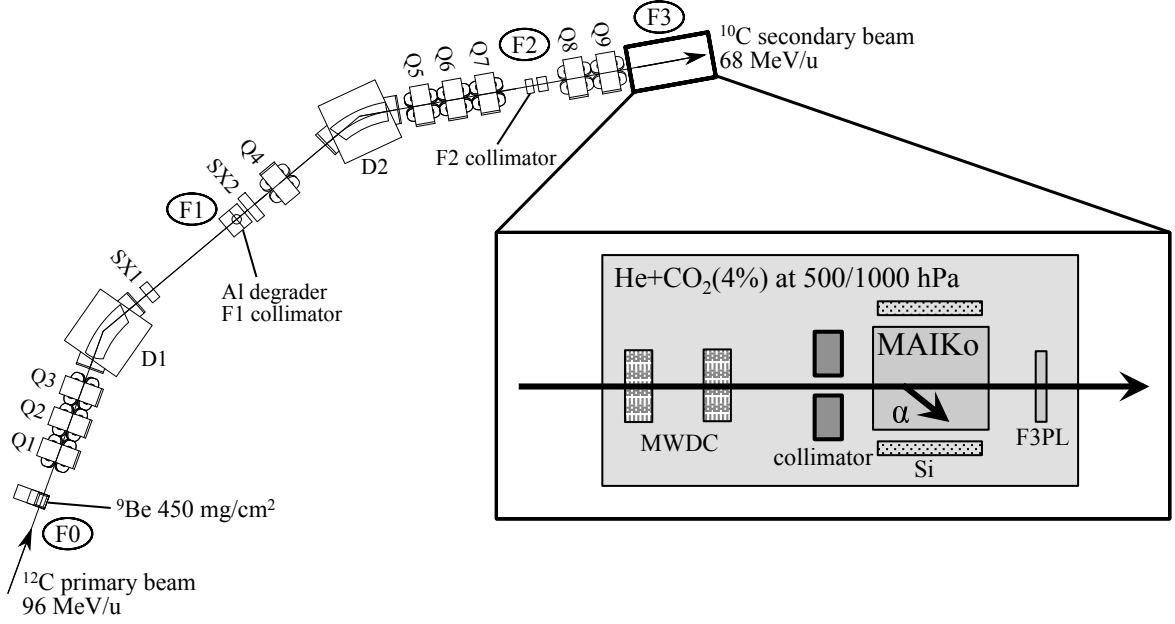 F3
¹⁰C secondary beam
68 MeV/u
Q9
Q8
F2
Q7
Q6
Q5
F2 collimator
D2
Q4
SX2
F1
Al degrader
F1 collimator
SX1
D1
Q3
Q2
Q1
⁹Be 450 mg/cm²
F0
¹²C primary beam
96 MeV/u
He+CO₂(4%) at 500/1000 hPa
MAIKo
α
MWDC
collimator
Si
F3PL